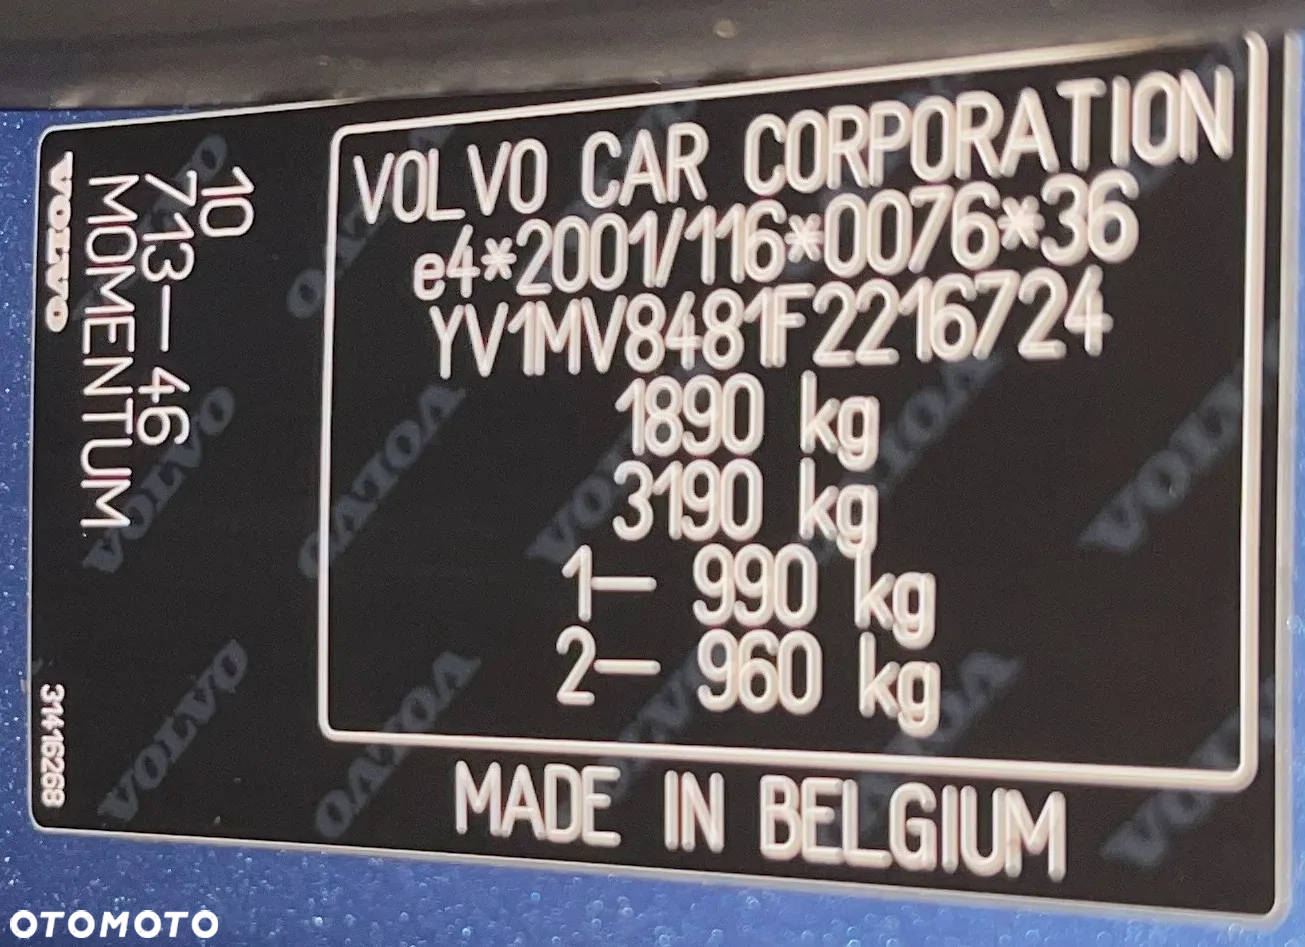 VOLVO
10
713-46
MOMENTUM
31416268
VOLVO CAR CORPORATION
e4*2001/116*0076*36
YV1MV8481F2216724
1890 kg
3190 kg
1- 990 kg
2- 960 kg
MADE IN BELGIUM
OTOMOTO